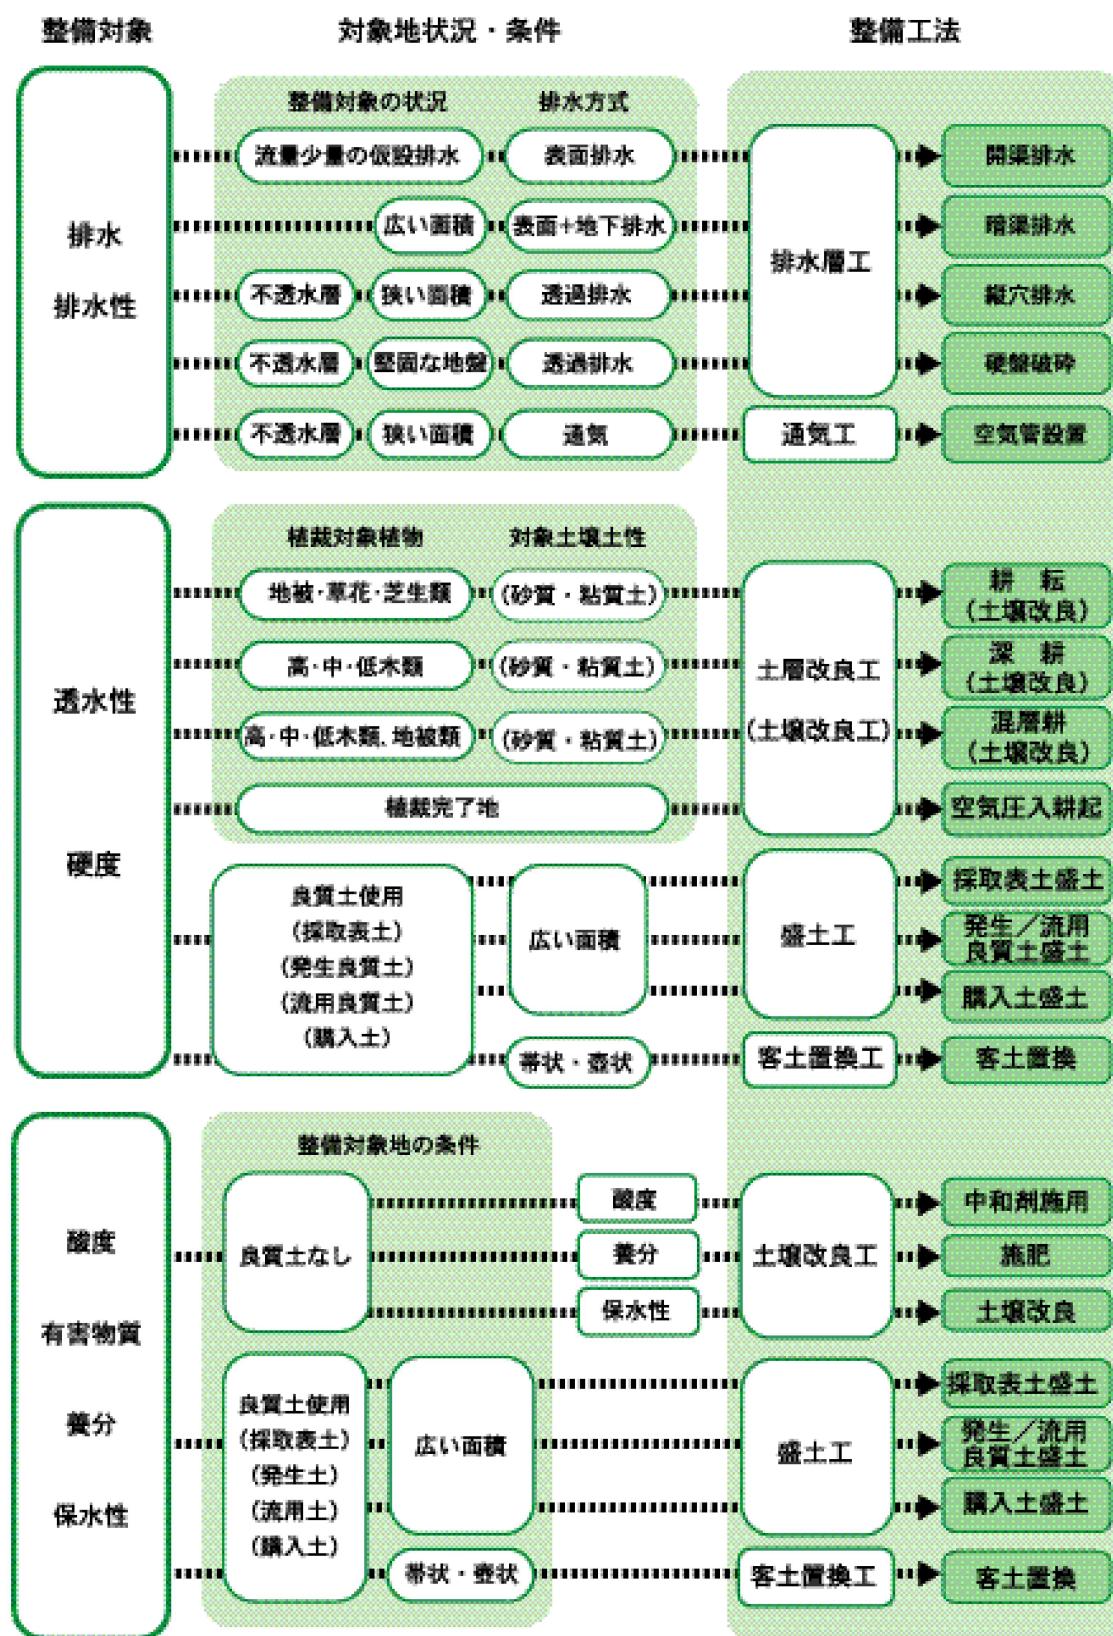 整備対象 対象地状況・条件 整備工法
整備対象の状況 排水方式
排水
排水性
流量少量の仮設排水 表面排水 開渠排水
広い面積 表面+地下排水 暗渠排水
排水層工
不透水層 狭い面積 透過排水 縦穴排水
不透水層 堅固な地盤 透過排水 硬盤破砕
不透水層 狭い面積 通気 通気工 空気管設置
透水性
硬度
植裁対象植物 対象土壌土性
地被・草花・芝生類 (砂質・粘質土) 耕 耘
(土壌改良)
高・中・低木類 (砂質・粘質土) 深 耕
(土壌改良)
土層改良工
(土壌改良工)
高・中・低木類、地被類 (砂質・粘質土) 混層耕
(土壌改良)
植裁完了地 空気圧入耕起
良質土使用
(採取表土)
(発生良質土)
(流用良質土)
(購入土)
広い面積 盛土工
採取表土盛土
発生/流用
良質土盛土
購入土盛土
帯状・壺状 客土置換工 客土置換
酸度
有害物質
養分
保水性
整備対象地の条件
良質土なし
酸度 中和剤施用
養分 土壌改良工 施肥
保水性 土壌改良
良質土使用
(採取表土)
(発生土)
(流用土)
(購入土)
広い面積 盛土工
採取表土盛土
発生/流用
良質土盛土
購入土盛土
帯状・壺状 客土置換工 客土置換